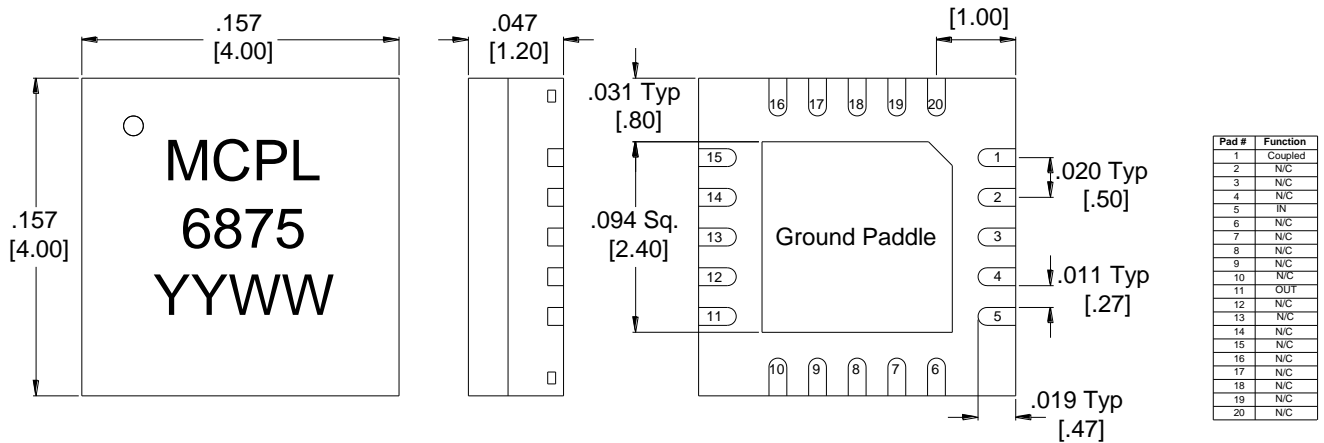 .157
[4.00]
.157
[4.00]
MCPL
6875
YYWW
.047
[1.20]
[1.00]
.031 Typ
[.80]
.094 Sq.
[2.40]
16 17 18 19 20
15
14
13
12
11
Ground Paddle
1
2
3
4
5
10 9 8 7 6
.020 Typ
[.50]
.011 Typ
[.27]
.019 Typ
[.47]
Pad # Function
1 Coupled
2 N/C
3 N/C
4 N/C
5 IN
6 N/C
7 N/C
8 N/C
9 N/C
10 N/C
11 OUT
12 N/C
13 N/C
14 N/C
15 N/C
16 N/C
17 N/C
18 N/C
19 N/C
20 N/C